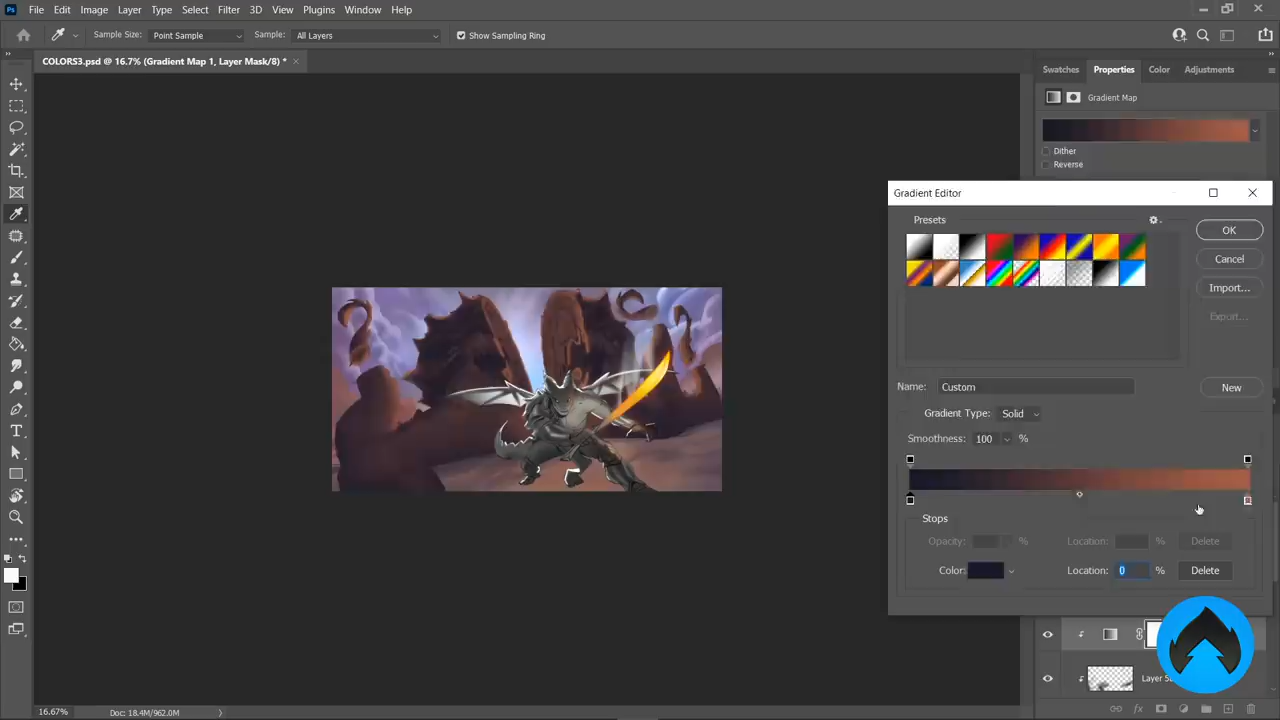 Ps File Edit Image Layer Type Select Filter 3D View Plugins Window Help
Sample Size: Point Sample Sample: All Layers Show Sampling Ring
COLORS3.psd @ 16.7% (Gradient Map 1, Layer Mask/8) *
Swatches Properties Color Adjustments
Gradient Map
Dither
Reverse
Gradient Editor
Presets
OK
Cancel
Import...
Export...
Name: Custom New
Gradient Type: Solid
Smoothness: 100 %
Stops
Opacity: % Location: % Delete
Color: Location: 0 % Delete
16.67% Doc: 18.4M/962.0M